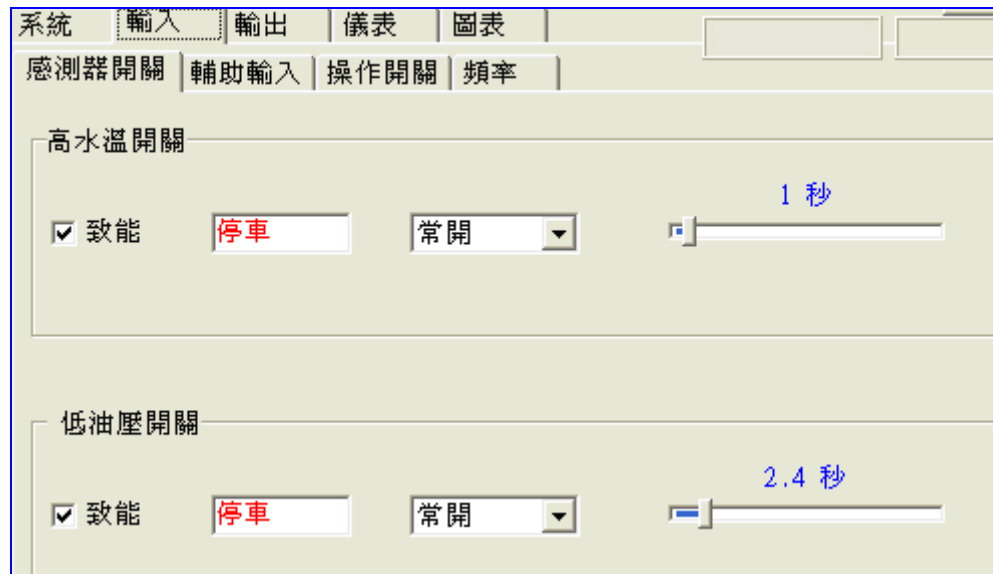 系統 輸入 輸出 儀表 圖表
感測器開關 輔助輸入 操作開關 頻率
高水溫開關
1 秒
致能 停車 常開
低油壓開關
2.4 秒
致能 停車 常開